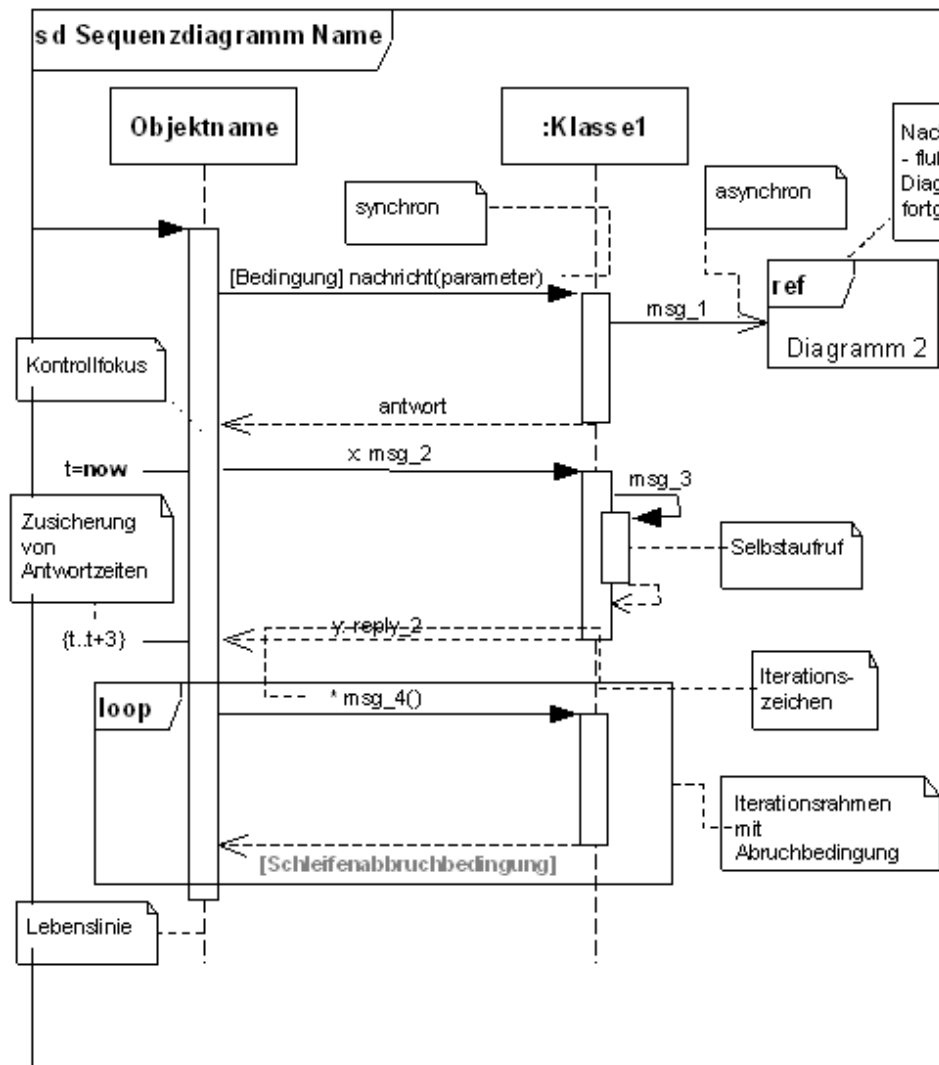 sd Sequenzdiagramm Name
Objektname
:Klasse1
synchron
asynchron
Diag
[Bedingung] nachricht(parameter)
ref
msg_1
Diagramm 2
Kontrollfokus
antwort
t=now
x: msg_2
msg_3
Zusicherung
von
Antwortzeiten
Selbstaufruf
{t..t+3}
y: reply_2
Iterations-
zeichen
loop
* msg_4()
Iterationsrahmen
mit
Abruchbedingung
[Schleifenabbruchbedingung]
Lebenslinie